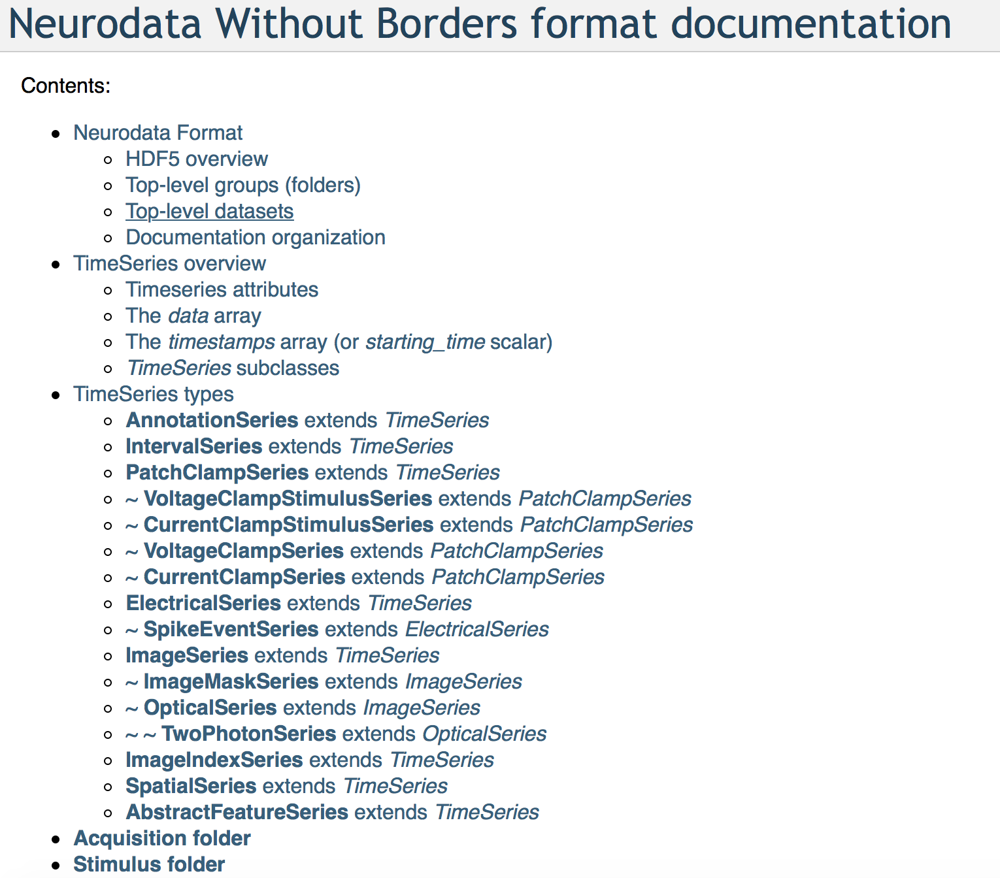 Neurodata Without Borders format documentation
Contents:
Neurodata Format
HDF5 overview
Top-level groups (folders)
Top-level datasets
Documentation organization
TimeSeries overview
Timeseries attributes
The data array
The timestamps array (or starting_time scalar)
TimeSeries subclasses
TimeSeries types
AnnotationSeries extends TimeSeries
IntervalSeries extends TimeSeries
PatchClampSeries extends TimeSeries
~ VoltageClampStimulusSeries extends PatchClampSeries
~ CurrentClampStimulusSeries extends PatchClampSeries
~ VoltageClampSeries extends PatchClampSeries
~ CurrentClampSeries extends PatchClampSeries
ElectricalSeries extends TimeSeries
~ SpikeEventSeries extends ElectricalSeries
ImageSeries extends TimeSeries
~ ImageMaskSeries extends ImageSeries
~ OpticalSeries extends ImageSeries
~ ~ TwoPhotonSeries extends OpticalSeries
ImageIndexSeries extends TimeSeries
SpatialSeries extends TimeSeries
AbstractFeatureSeries extends TimeSeries
Acquisition folder
Stimulus folder